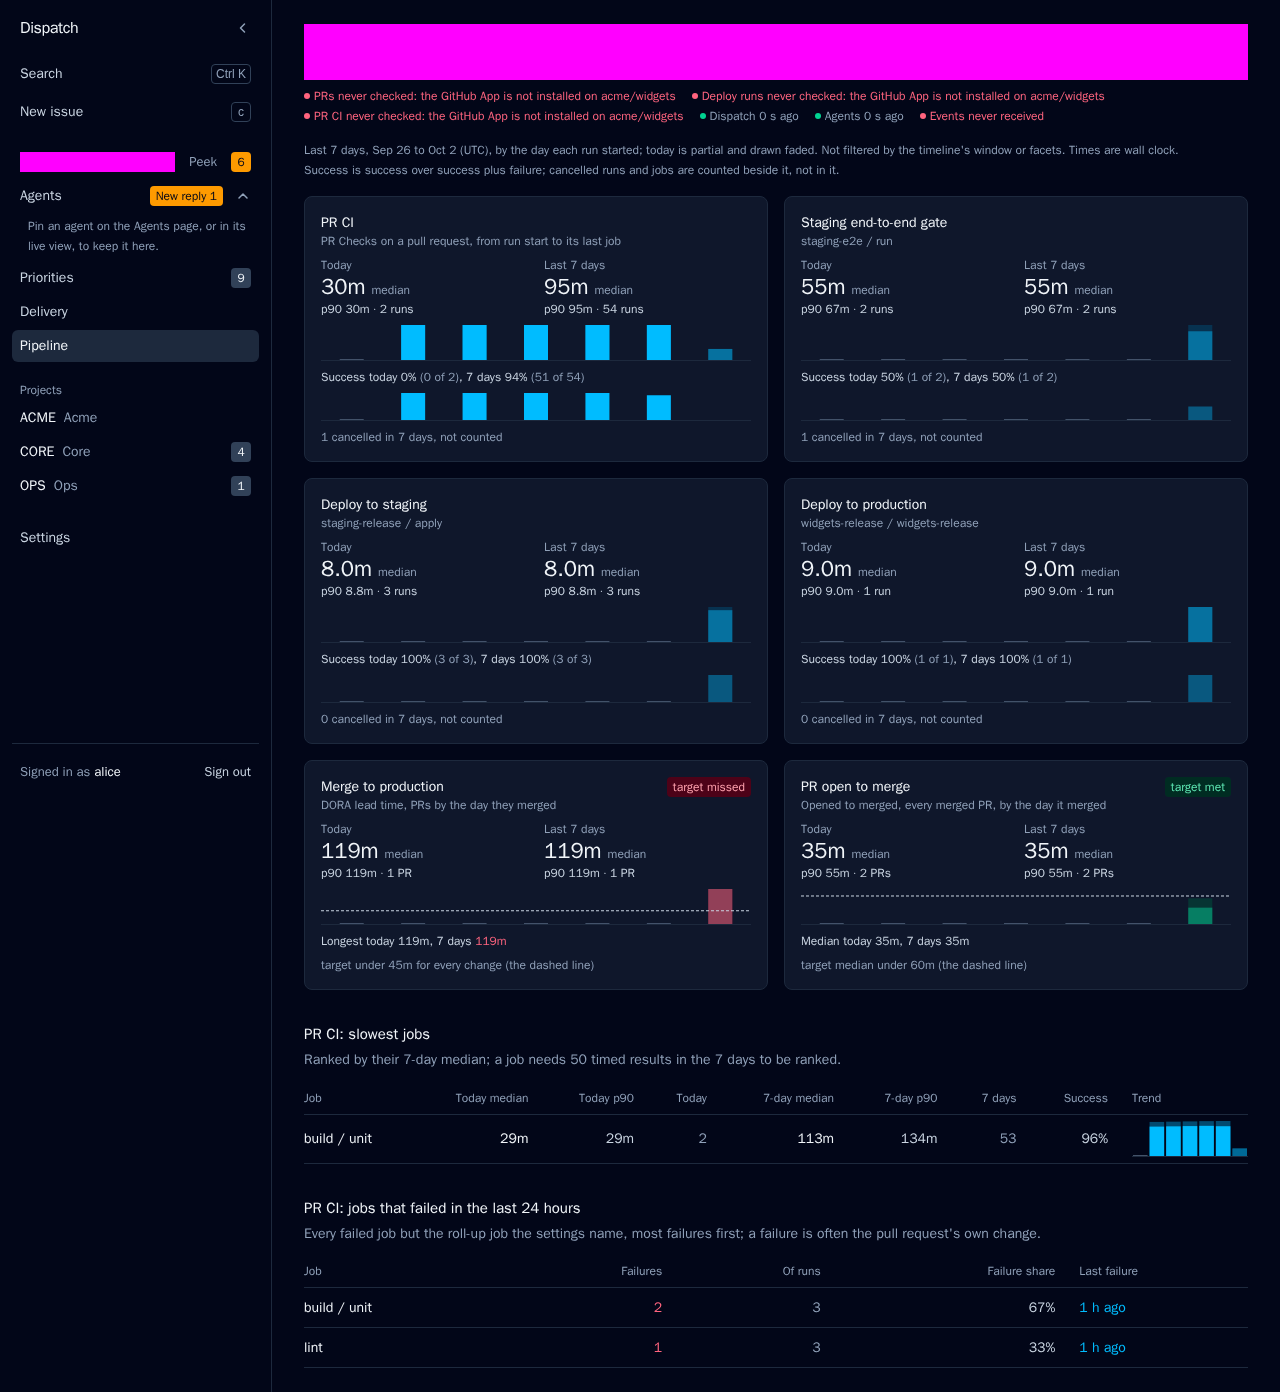 Dispatch
Search Ctrl K
New issue c
Peek 6
Agents New reply 1
Pin an agent on the Agents page, or in its
live view, to keep it here.
Priorities 9
Delivery
Pipeline
Projects
ACME Acme
CORE Core 4
OPS Ops 1
Settings
Signed in as alice Sign out
PRs never checked: the GitHub App is not installed on acme/widgets Deploy runs never checked: the GitHub App is not installed on acme/widgets
PR CI never checked: the GitHub App is not installed on acme/widgets Dispatch 0 s ago Agents 0 s ago Events never received
Last 7 days, Sep 26 to Oct 2 (UTC), by the day each run started; today is partial and drawn faded. Not filtered by the timeline's window or facets. Times are wall clock.
Success is success over success plus failure; cancelled runs and jobs are counted beside it, not in it.
PR CI
PR Checks on a pull request, from run start to its last job
Today Last 7 days
30m median 95m median
p90 30m · 2 runs p90 95m · 54 runs
Success today 0% (0 of 2), 7 days 94% (51 of 54)
1 cancelled in 7 days, not counted
Staging end-to-end gate
staging-e2e / run
Today Last 7 days
55m median 55m median
p90 67m · 2 runs p90 67m · 2 runs
Success today 50% (1 of 2), 7 days 50% (1 of 2)
1 cancelled in 7 days, not counted
Deploy to staging
staging-release / apply
Today Last 7 days
8.0m median 8.0m median
p90 8.8m · 3 runs p90 8.8m · 3 runs
Success today 100% (3 of 3), 7 days 100% (3 of 3)
0 cancelled in 7 days, not counted
Deploy to production
widgets-release / widgets-release
Today Last 7 days
9.0m median 9.0m median
p90 9.0m · 1 run p90 9.0m · 1 run
Success today 100% (1 of 1), 7 days 100% (1 of 1)
0 cancelled in 7 days, not counted
Merge to production target missed
DORA lead time, PRs by the day they merged
Today Last 7 days
119m median 119m median
p90 119m · 1 PR p90 119m · 1 PR
Longest today 119m, 7 days 119m
target under 45m for every change (the dashed line)
PR open to merge target met
Opened to merged, every merged PR, by the day it merged
Today Last 7 days
35m median 35m median
p90 55m · 2 PRs p90 55m · 2 PRs
Median today 35m, 7 days 35m
target median under 60m (the dashed line)
PR CI: slowest jobs
Ranked by their 7-day median; a job needs 50 timed results in the 7 days to be ranked.
Job Today median Today p90 Today 7-day median 7-day p90 7 days Success Trend
build / unit 29m 29m 2 113m 134m 53 96%
PR CI: jobs that failed in the last 24 hours
Every failed job but the roll-up job the settings name, most failures first; a failure is often the pull request's own change.
Job Failures Of runs Failure share Last failure
build / unit 2 3 67% 1 h ago
lint 1 3 33% 1 h ago